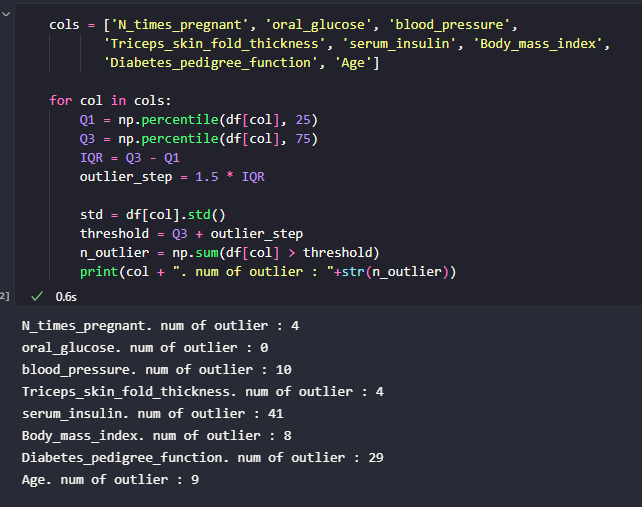 cols = ['N_times_pregnant', 'oral_glucose', 'blood_pressure',
'Triceps_skin_fold_thickness', 'serum_insulin', 'Body_mass_index',
'Diabetes_pedigree_function', 'Age']
for col in cols:
Q1 = np.percentile(df[col], 25)
Q3 = np.percentile(df[col], 75)
IQR = Q3 - Q1
outlier_step = 1.5 * IQR
std = df[col].std()
threshold = Q3 + outlier_step
n_outlier = np.sum(df[col] > threshold)
print(col + ". num of outlier : "+str(n_outlier))
2] 0.6s
N_times_pregnant. num of outlier : 4
oral_glucose. num of outlier : 0
blood_pressure. num of outlier : 10
Triceps_skin_fold_thickness. num of outlier : 4
serum_insulin. num of outlier : 41
Body_mass_index. num of outlier : 8
Diabetes_pedigree_function. num of outlier : 29
Age. num of outlier : 9